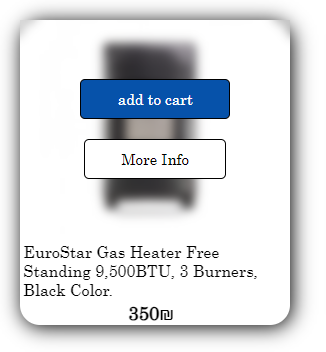 add to cart
More Info
EuroStar Gas Heater Free
Standing 9,500BTU, 3 Burners,
Black Color.
350₪